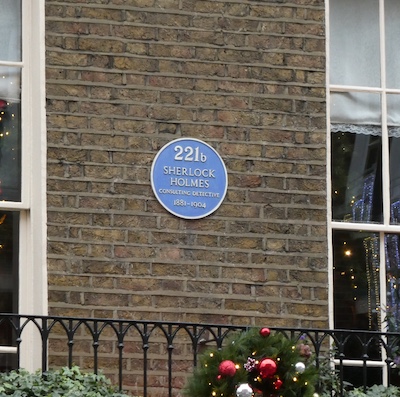 221b
SHERLOCK
HOLMES
CONSULTING DETECTIVE
1881-1904